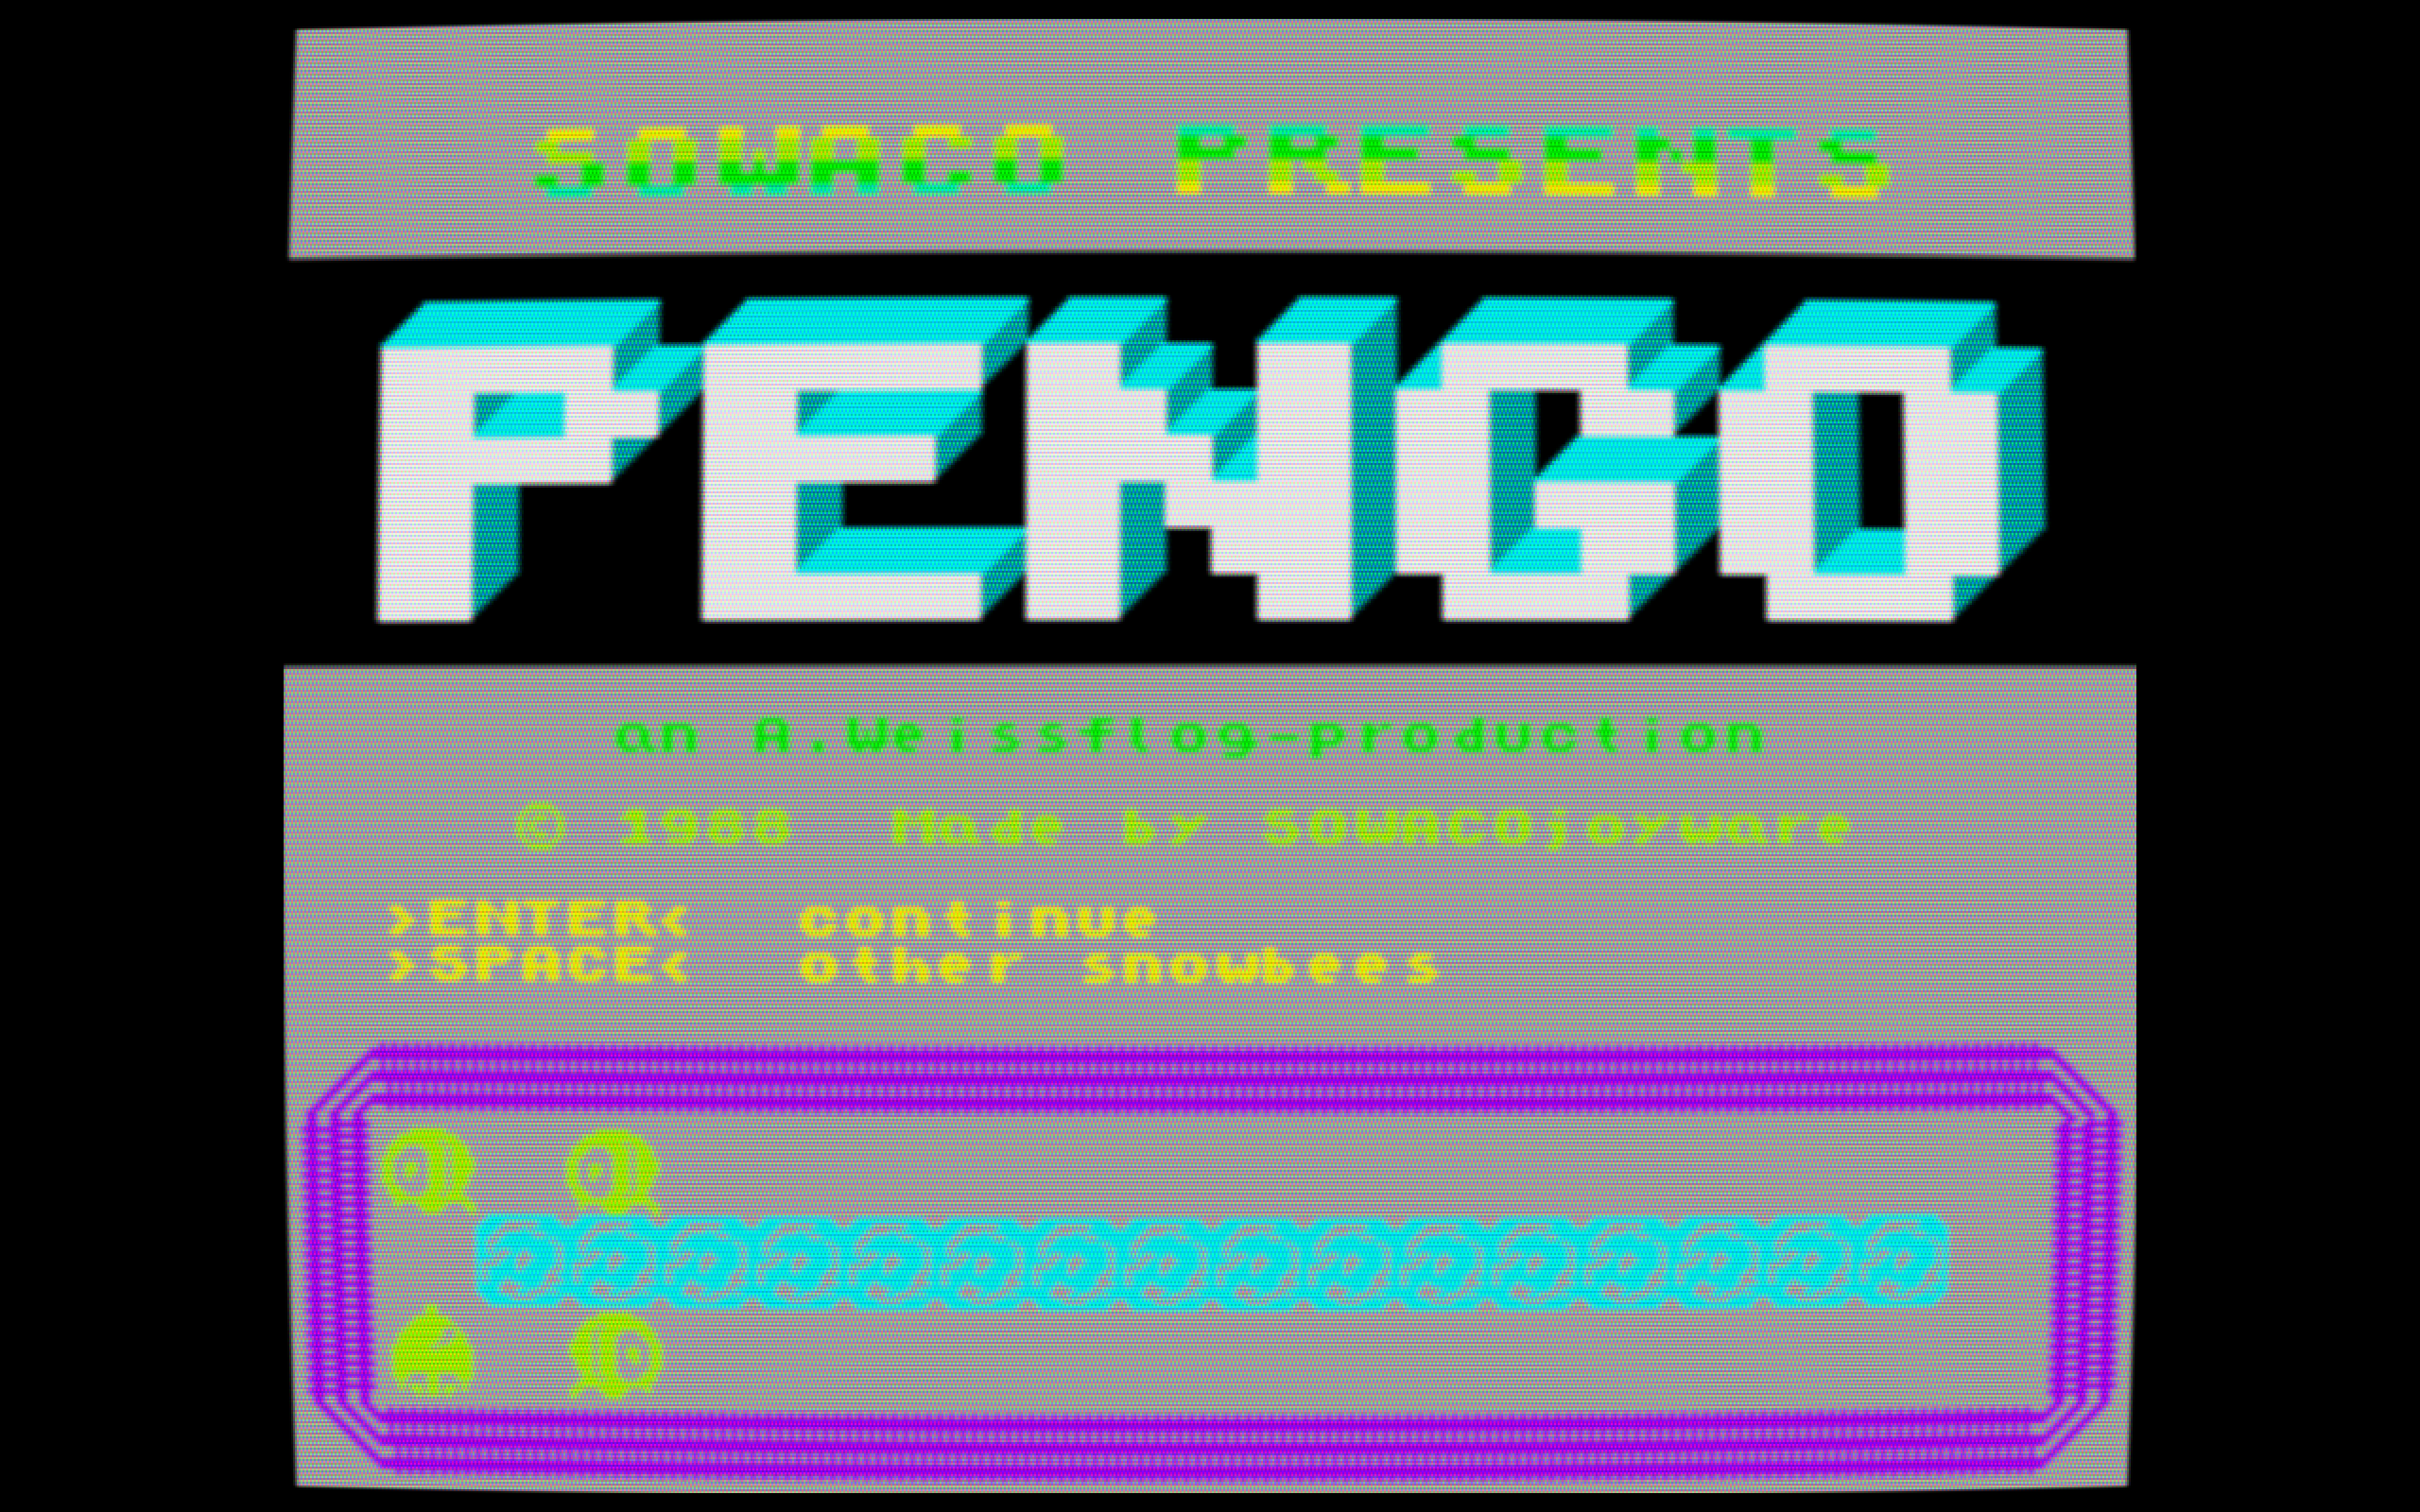 SOWACO PRESENTS
PENGO
an A.Weissflog-production
© 1988 Made by SOWACOjoyware
>ENTER< continue
>SPACE< other snowbees